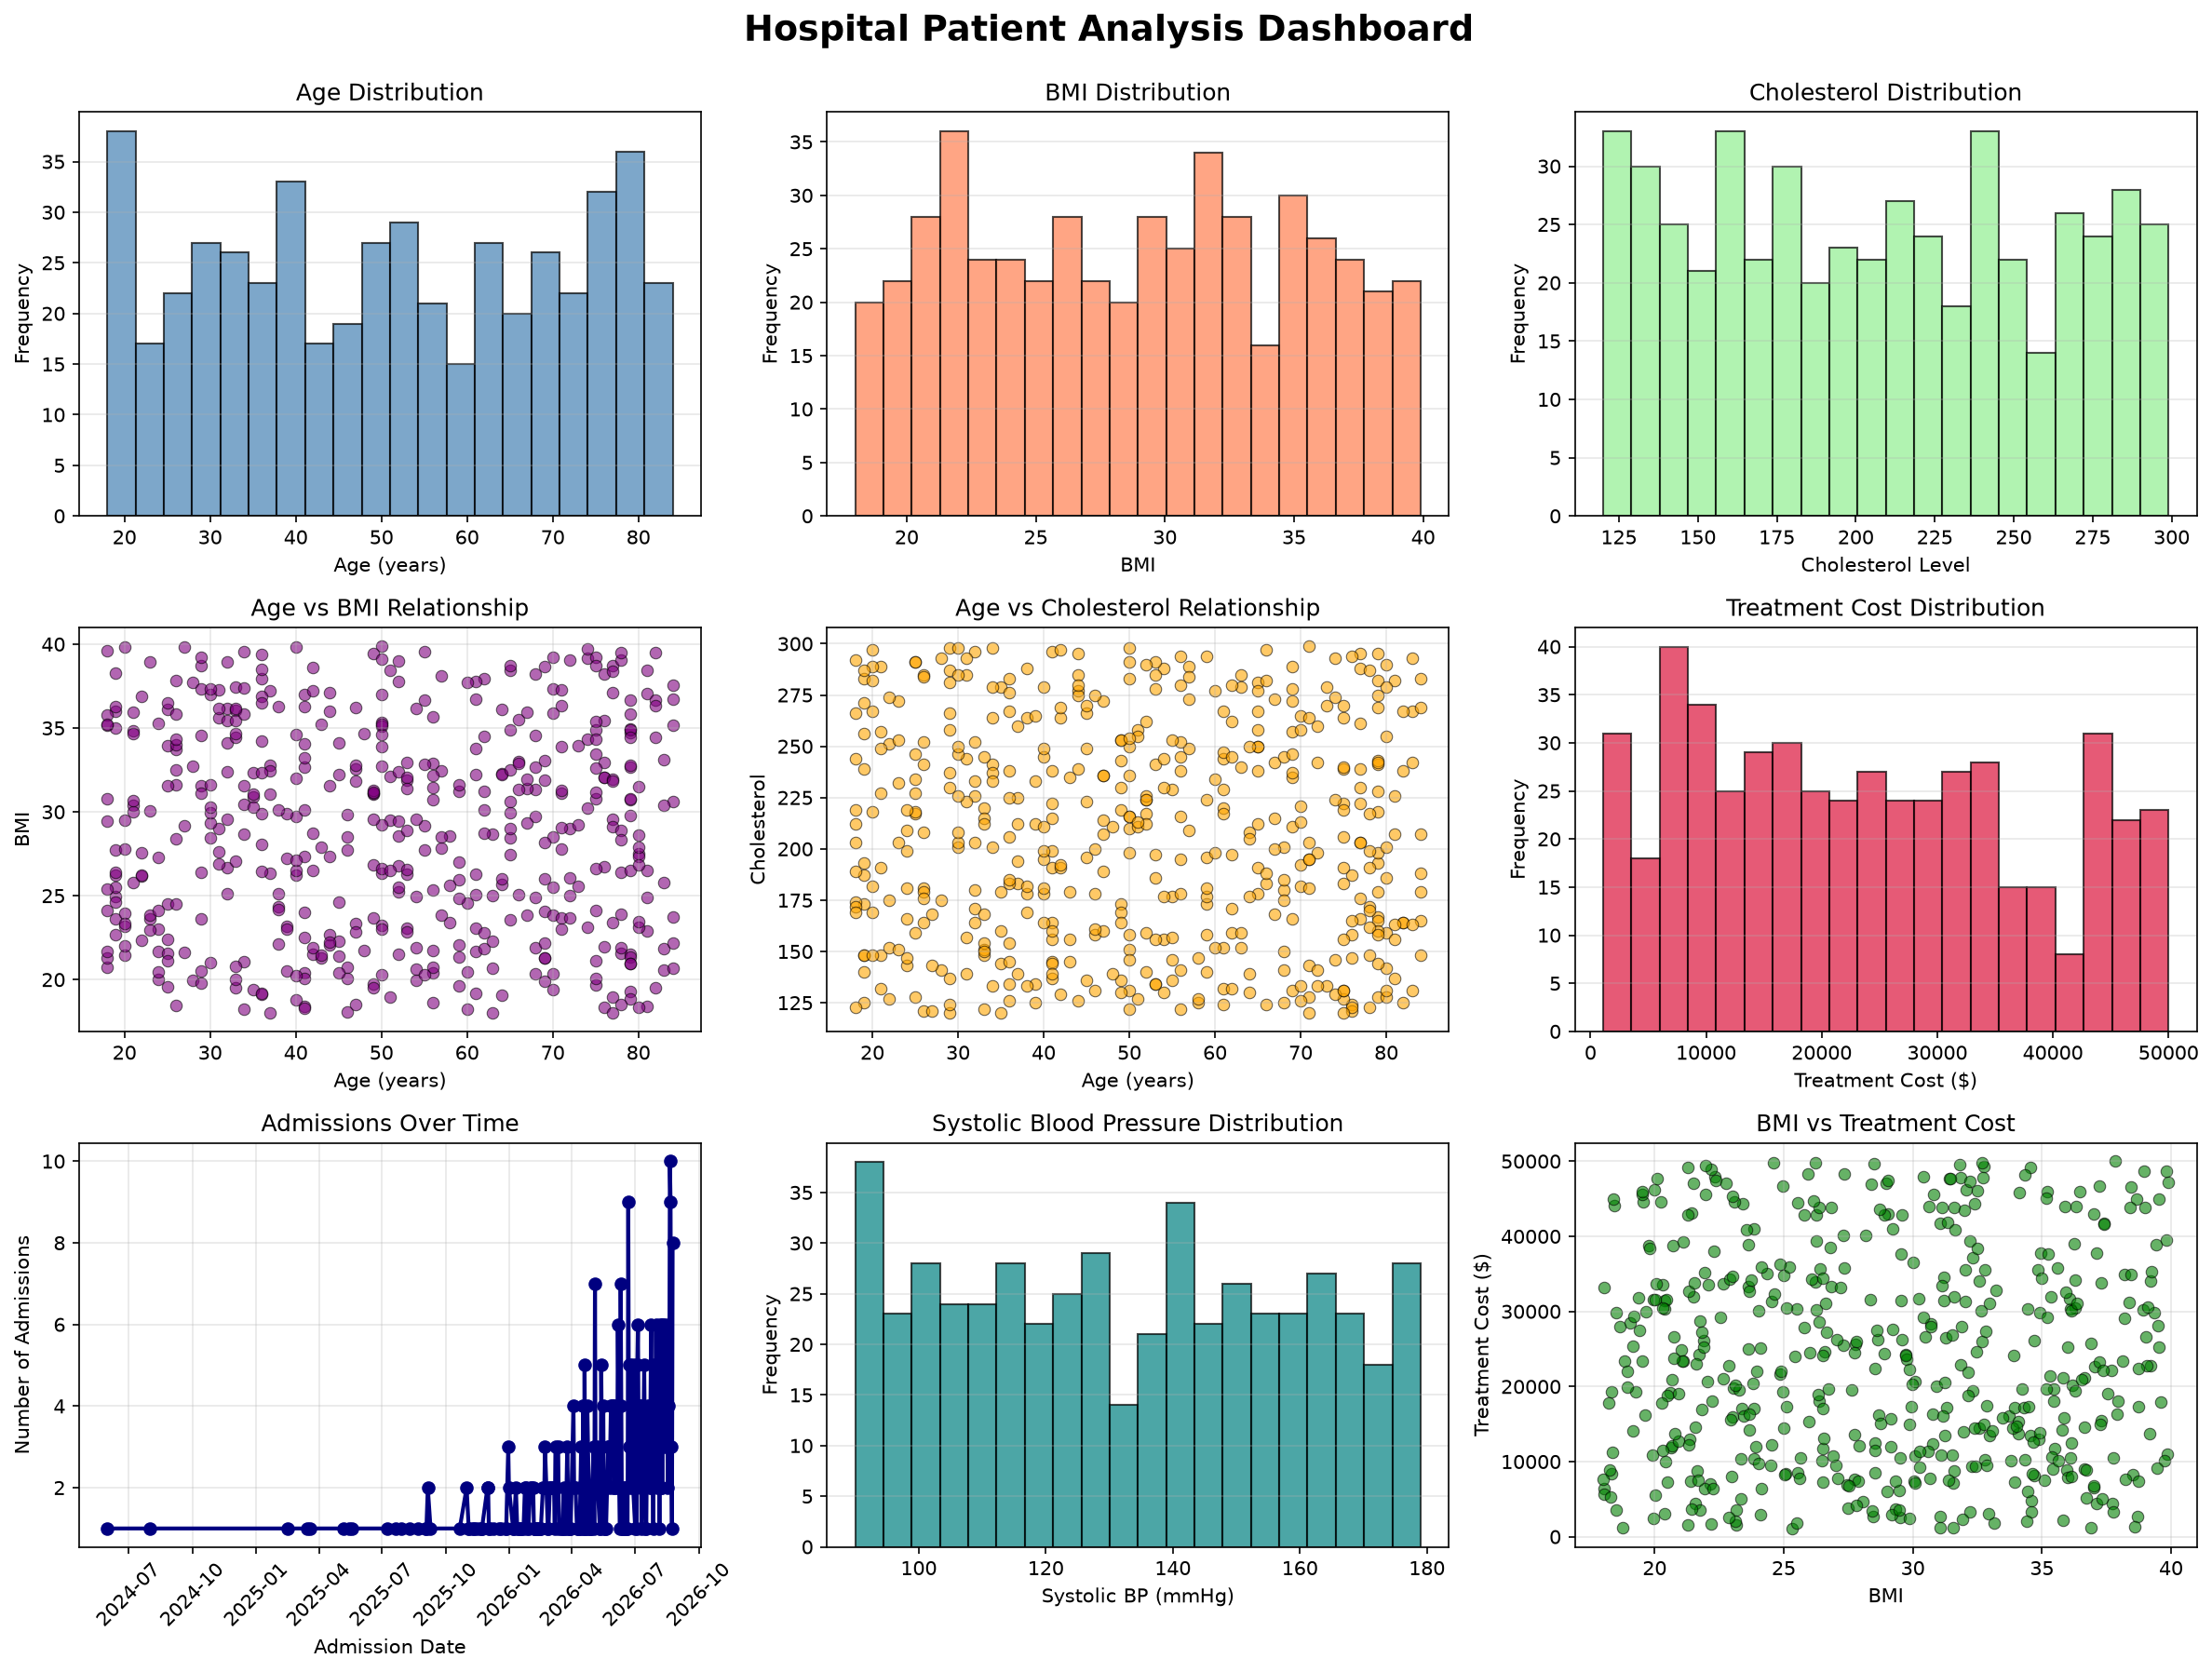 Hospital Patient Analysis Dashboard
Age Distribution
Frequency
35
30
25
20
15
10
5
0
20 30 40 50 60 70 80
Age (years)
BMI Distribution
Frequency
35
30
25
20
15
10
5
0
20 25 30 35 40
BMI
Cholesterol Distribution
Frequency
30
25
20
15
10
5
0
125 150 175 200 225 250 275 300
Cholesterol Level
Age vs BMI Relationship
BMI
40
35
30
25
20
20 30 40 50 60 70 80
Age (years)
Age vs Cholesterol Relationship
Cholesterol
300
275
250
225
200
175
150
125
20 30 40 50 60 70 80
Age (years)
Treatment Cost Distribution
Frequency
40
35
30
25
20
15
10
5
0
0 10000 20000 30000 40000 50000
Treatment Cost ($)
Admissions Over Time
Number of Admissions
10
8
6
4
2
2024-07 2024-10 2025-01 2025-04 2025-07 2025-10 2026-01 2026-04 2026-07 2026-10
Admission Date
Systolic Blood Pressure Distribution
Frequency
35
30
25
20
15
10
5
0
100 120 140 160 180
Systolic BP (mmHg)
BMI vs Treatment Cost
Treatment Cost ($)
50000
40000
30000
20000
10000
0
20 25 30 35 40
BMI